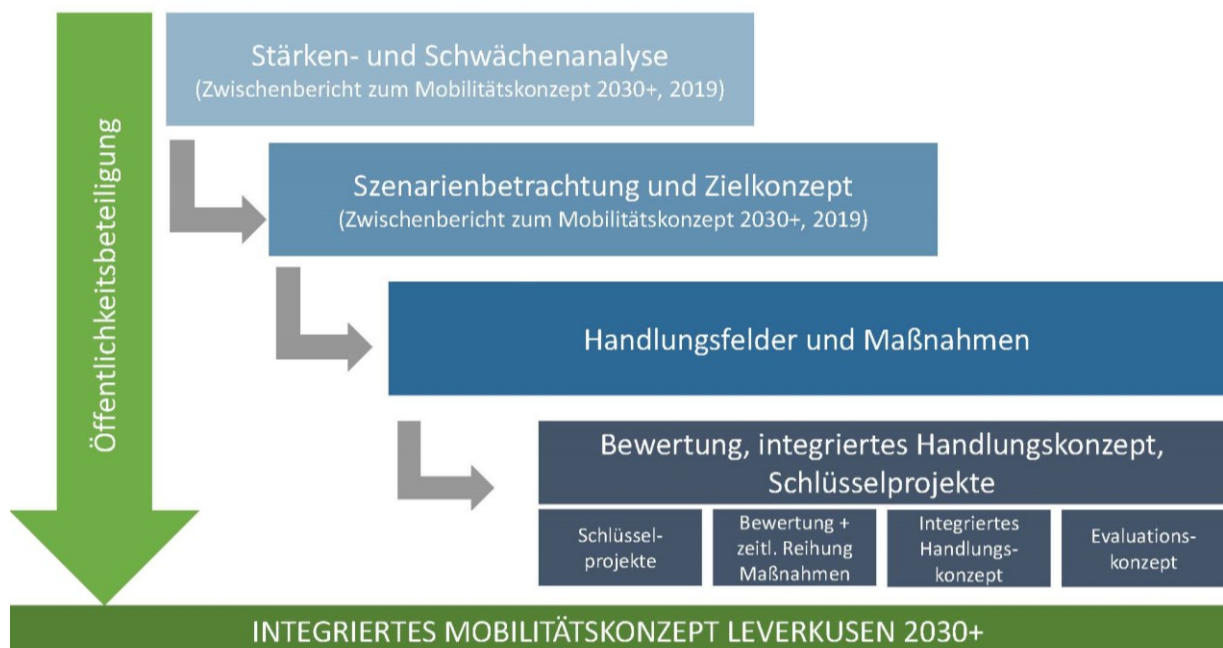 Öffentlichkeitsbeteiligung
Stärken- und Schwächenanalyse
(Zwischenbericht zum Mobilitätskonzept 2030+, 2019)
Szenarienbetrachtung und Zielkonzept
(Zwischenbericht zum Mobilitätskonzept 2030+, 2019)
Handlungsfelder und Maßnahmen
Bewertung, integriertes Handlungskonzept,
Schlüsselprojekte
Schlüssel-
projekte
Bewertung +
zeitl. Reihung
Maßnahmen
Integriertes
Handlungs-
konzept
Evaluations-
konzept
INTEGRIERTES MOBILITÄTSKONZEPT LEVERKUSEN 2030+